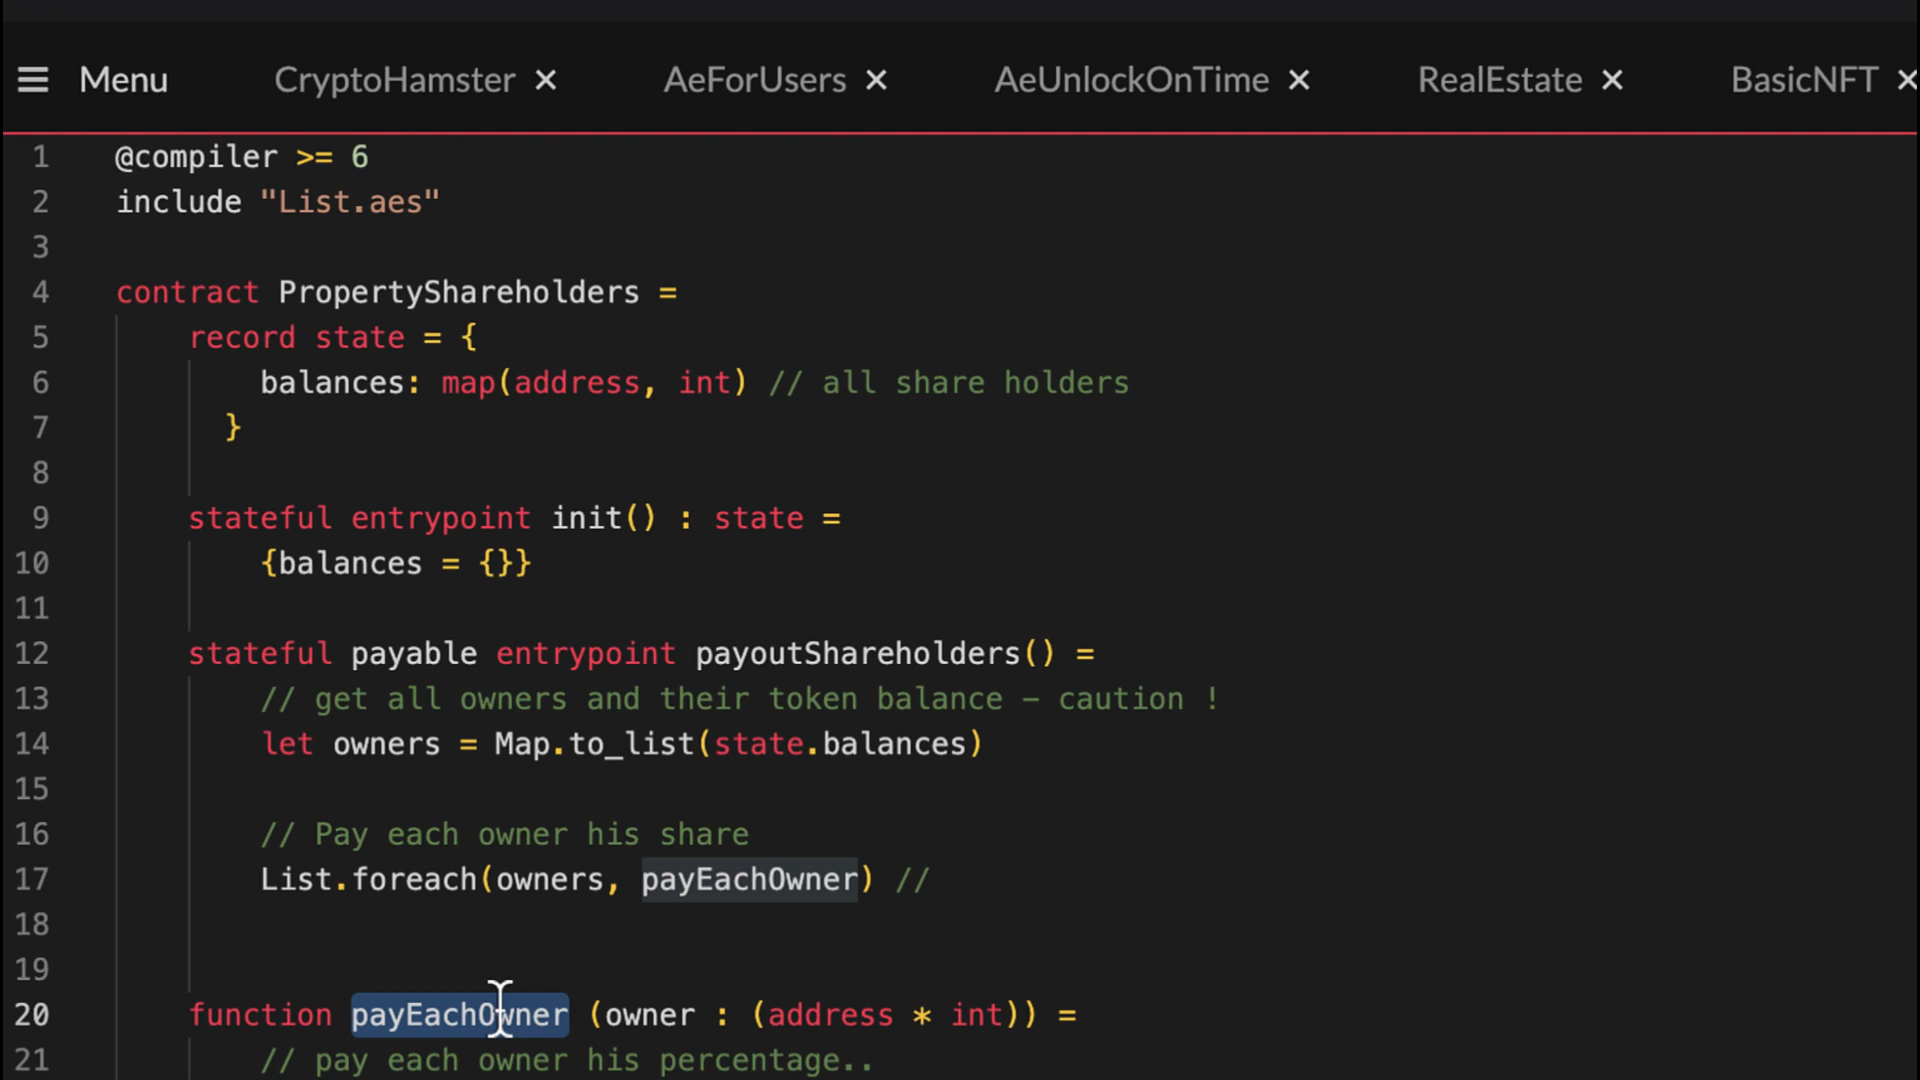 Menu CryptoHamster × AeForUsers × AeUnlockOnTime × RealEstate × BasicNFT ×
1 @compiler >= 6
2 include "List.aes"
3
4 contract PropertyShareholders =
5 record state = {
6 balances: map(address, int) // all share holders
7 }
8
9 stateful entrypoint init() : state =
10 {balances = {}}
11
12 stateful payable entrypoint payoutShareholders() =
13 // get all owners and their token balance – caution !
14 let owners = Map.to_list(state.balances)
15
16 // Pay each owner his share
17 List.foreach(owners, payEachOwner) //
18
19
20 function payEachOwner (owner : (address * int)) =
21 // pay each owner his percentage..